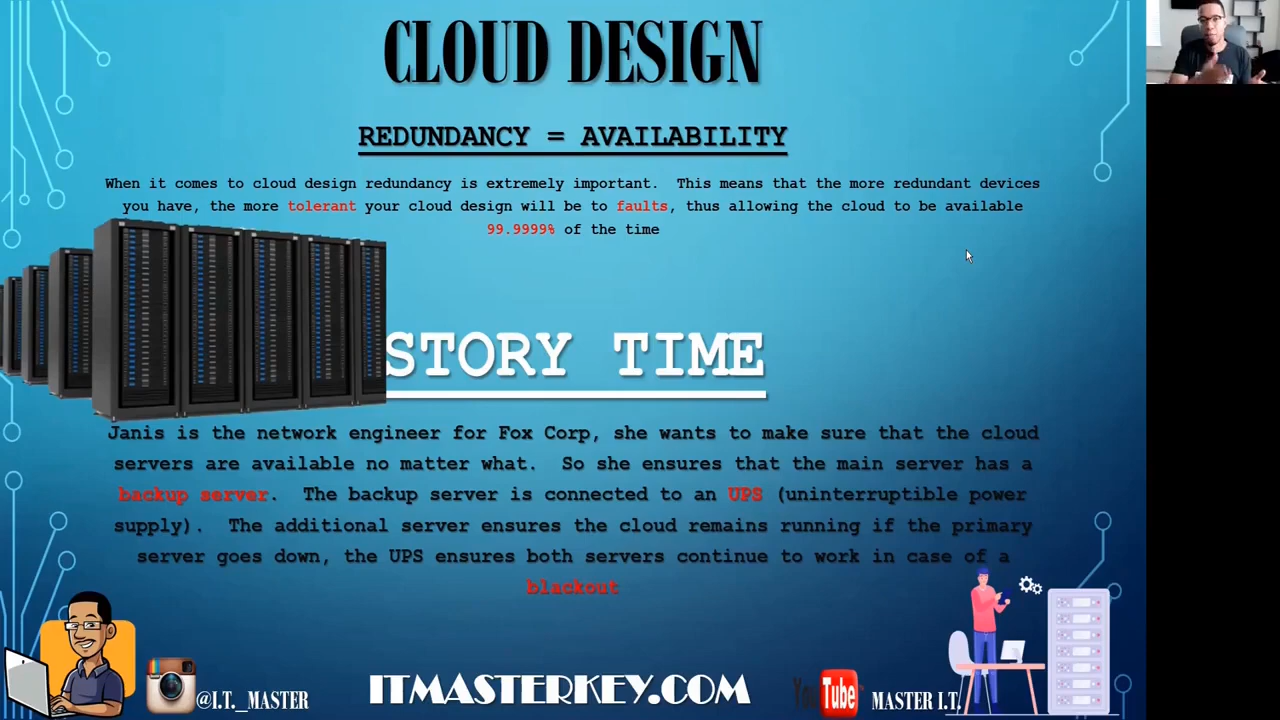 CLOUD DESIGN
REDUNDANCY = AVAILABILITY
When it comes to cloud design redundancy is extremely important. This means that the more redundant devices
you have, the more tolerant your cloud design will be to faults, thus allowing the cloud to be available
99.9999% of the time
STORY TIME
Janis is the network engineer for Fox Corp, she wants to make sure that the cloud
servers are available no matter what. So she ensures that the main server has a
backup server. The backup server is connected to an UPS (uninterruptible power
supply). The additional server ensures the cloud remains running if the primary
server goes down, the UPS ensures both servers continue to work in case of a
blackout
@I.T._MASTER
ITMASTERKEY.COM
YouTube
MASTER I.T.